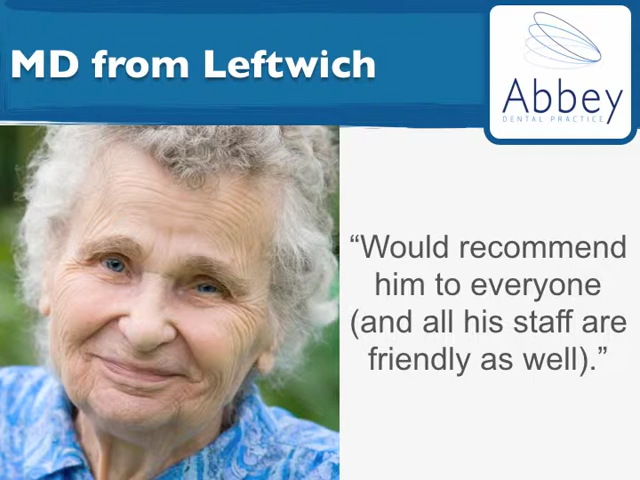 MD from Leftwich
Abbey
DENTAL PRACTICE
“Would recommend
him to everyone
(and all his staff are
friendly as well).”